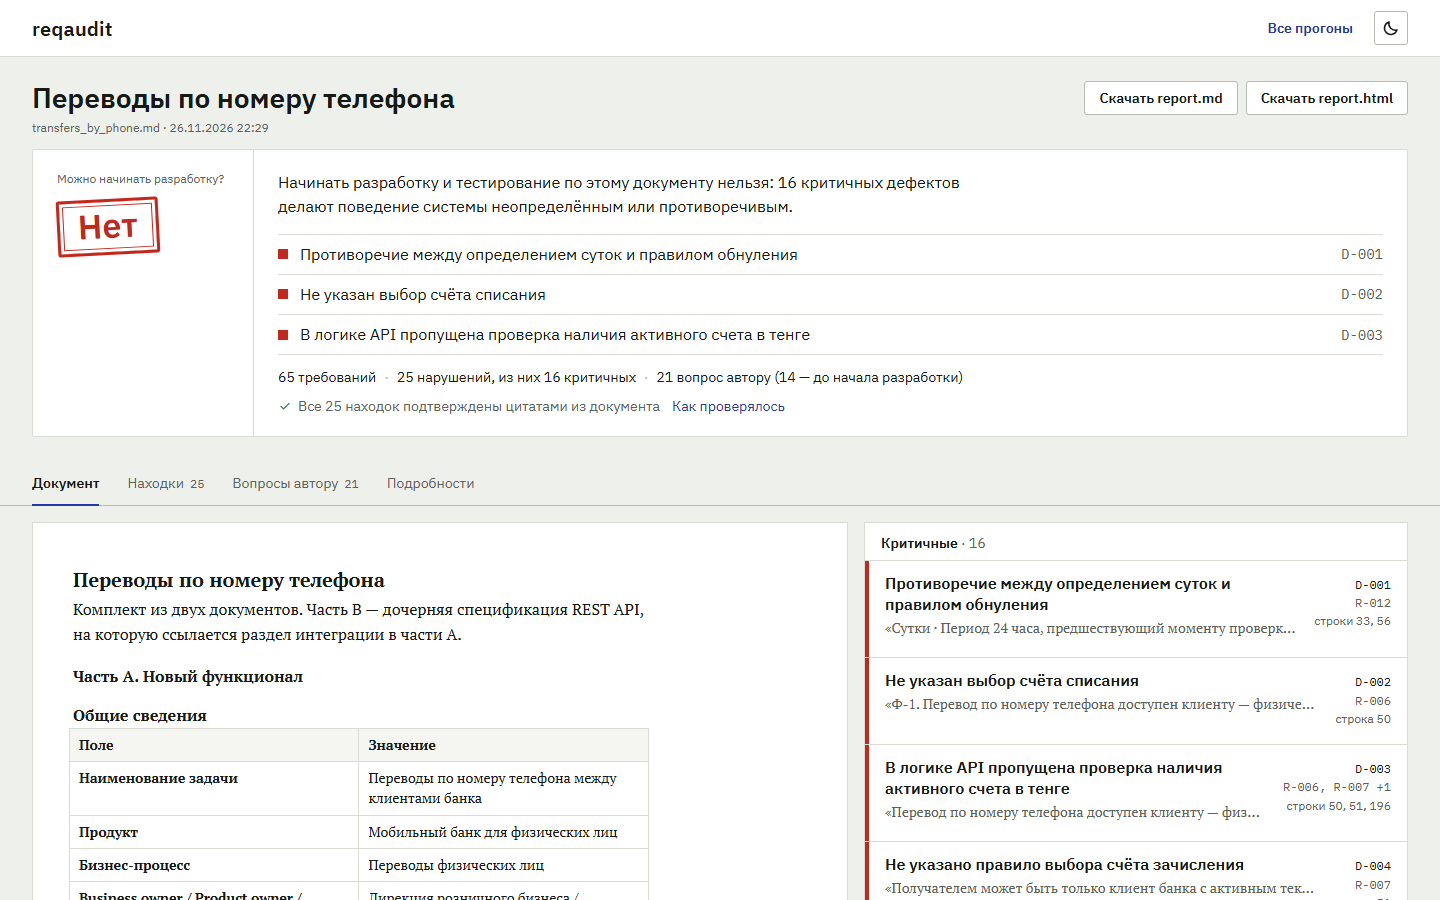 reqaudit
Все прогоны
Переводы по номеру телефона
Скачать report.md
Скачать report.html
transfers_by_phone.md · 26.11.2026 22:29
Можно начинать разработку?
Нет
Начинать разработку и тестирование по этому документу нельзя: 16 критичных дефектов
делают поведение системы неопределённым или противоречивым.
Противоречие между определением суток и правилом обнуления
D-001
Не указан выбор счёта списания
D-002
В логике API пропущена проверка наличия активного счета в тенге
D-003
65 требований · 25 нарушений, из них 16 критичных · 21 вопрос автору (14 — до начала разработки)
Все 25 находок подтверждены цитатами из документа Как проверялось
Документ
Находки 25
Вопросы автору 21
Подробности
Переводы по номеру телефона
Комплект из двух документов. Часть B — дочерняя спецификация REST API,
на которую ссылается раздел интеграции в части A.
Часть A. Новый функционал
Общие сведения
Поле
Значение
Наименование задачи
Переводы по номеру телефона между
клиентами банка
Продукт
Мобильный банк для физических лиц
Бизнес-процесс
Переводы физических лиц
Business owner / Product owner /
Дирекция розничного бизнеса /
Критичные · 16
Противоречие между определением суток и
правилом обнуления
«Сутки · Период 24 часа, предшествующий моменту проверк...
D-001
R-012
строки 33, 56
Не указан выбор счёта списания
«Ф-1. Перевод по номеру телефона доступен клиенту — физиче...
D-002
R-006
строка 50
В логике API пропущена проверка наличия
активного счета в тенге
«Перевод по номеру телефона доступен клиенту — физ...
D-003
R-006, R-007 +1
строки 50, 51, 196
Не указано правило выбора счёта зачисления
«Получателем может быть только клиент банка с активным тек...
D-004
R-007